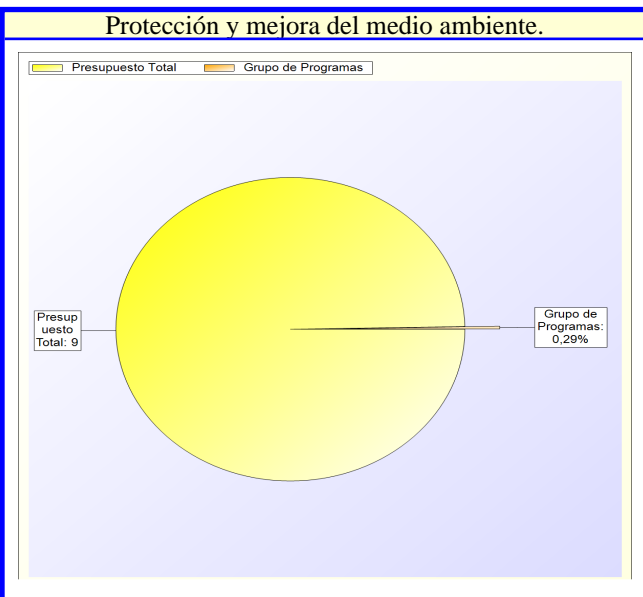 Protección y mejora del medio ambiente.
Presupuesto Total
Grupo de Programas
Presup
uesto
Total: 9
Grupo de
Programas:
0,29%